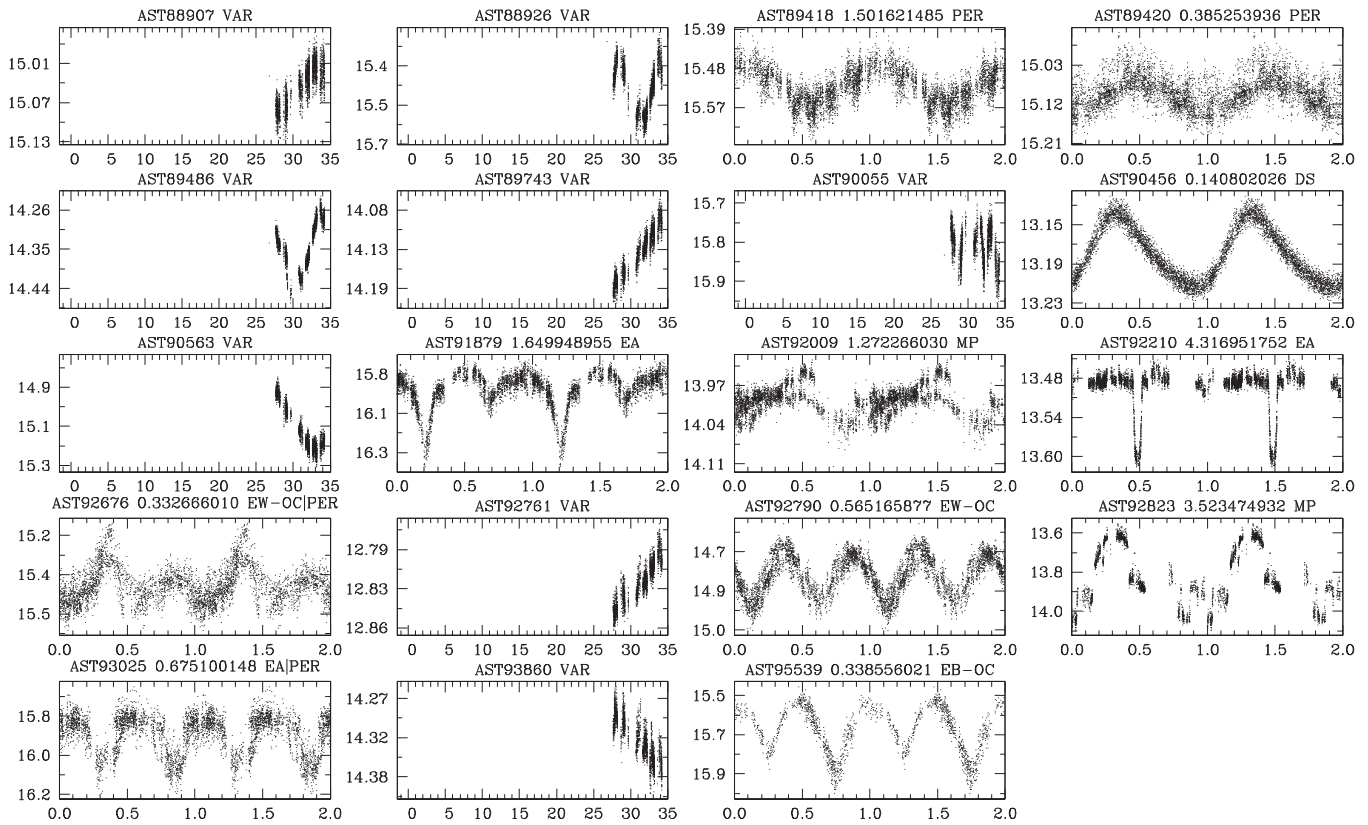 AST88907 VAR
15.01
15.07
15.13
0 5 10 15 20 25 30 35
AST88926 VAR
15.4
15.5
15.7
0 5 10 15 20 25 30 35
AST89418 1.501621485 PER
15.39
15.48
15.57
0.0 0.5 1.0 1.5 2.0
AST89420 0.385253936 PER
15.03
15.12
15.21
0.0 0.5 1.0 1.5 2.0
AST89486 VAR
14.26
14.35
14.44
0 5 10 15 20 25 30 35
AST89743 VAR
14.08
14.13
14.19
0 5 10 15 20 25 30 35
AST90055 VAR
15.7
15.8
15.9
0 5 10 15 20 25 30 35
AST90456 0.140802026 DS
13.15
13.19
13.23
0.0 0.5 1.0 1.5 2.0
AST90563 VAR
14.9
15.1
15.3
0 5 10 15 20 25 30 35
AST91879 1.649948955 EA
15.8
16.1
16.3
0.0 0.5 1.0 1.5 2.0
AST92009 1.272266030 MP
13.97
14.04
14.11
0.0 0.5 1.0 1.5 2.0
AST92210 4.316951752 EA
13.48
13.54
13.60
0.0 0.5 1.0 1.5 2.0
AST92676 0.332666010 EW-OC|PER
15.2
15.4
15.5
0.0 0.5 1.0 1.5 2.0
AST92761 VAR
12.79
12.83
12.86
0 5 10 15 20 25 30 35
AST92790 0.565165877 EW-OC
14.7
14.9
15.0
0.0 0.5 1.0 1.5 2.0
AST92823 3.523474932 MP
13.6
13.8
14.0
0.0 0.5 1.0 1.5 2.0
AST93025 0.675100148 EA|PER
15.8
16.0
16.2
0.0 0.5 1.0 1.5 2.0
AST93860 VAR
14.27
14.32
14.38
0 5 10 15 20 25 30 35
AST95539 0.338556021 EB-OC
15.5
15.7
15.9
0.0 0.5 1.0 1.5 2.0